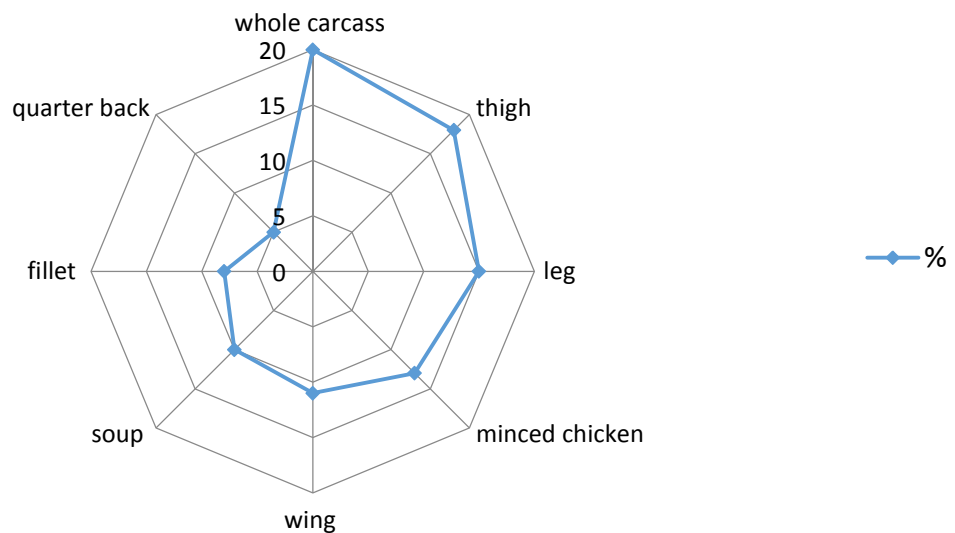 whole carcass
20
quarter back
15
thigh
10
5
fillet
0
leg
%
soup
minced chicken
wing